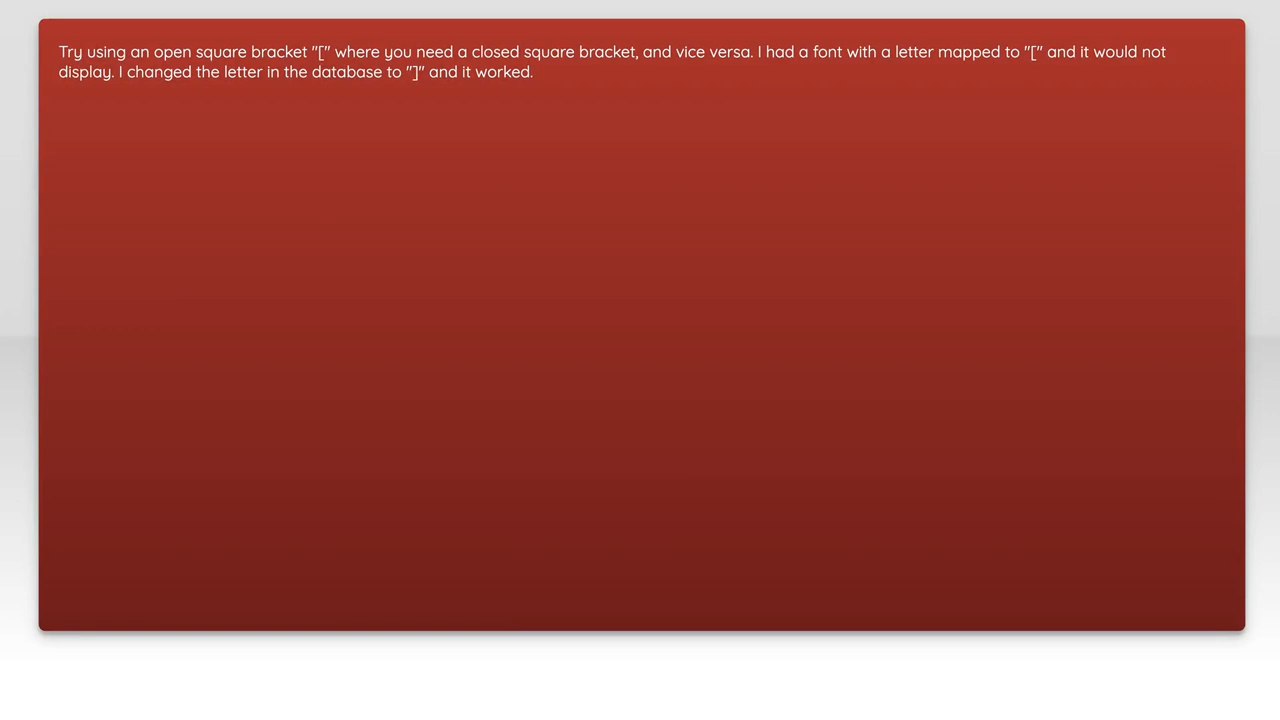 Try using an open square bracket "[" where you need a closed square bracket, and vice versa. I had a font with a letter mapped to "[" and it would not
display. I changed the letter in the database to "]" and it worked.